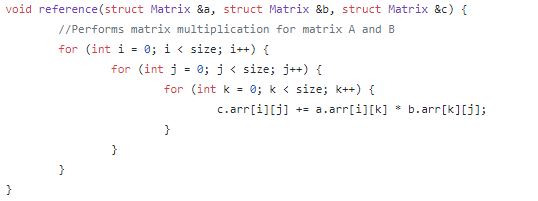 void reference(struct Matrix &a, struct Matrix &b, struct Matrix &c) {
//Performs matrix multiplication for matrix A and B
for (int i = 0; i < size; i++) {
for (int j = 0; j < size; j++) {
for (int k = 0; k < size; k++) {
c.arr[i][j] += a.arr[i][k] * b.arr[k][j];
}
}
}
}